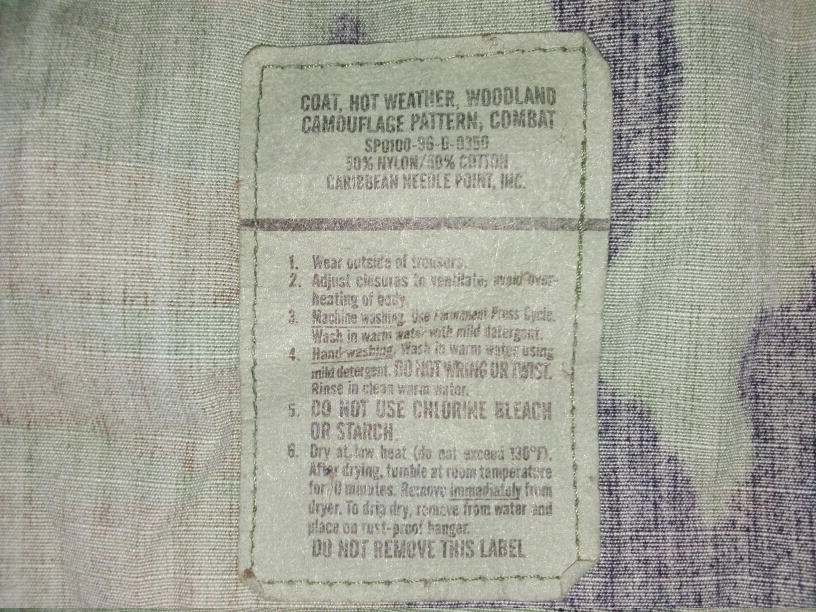 COAT, HOT WEATHER, WOODLAND
CAMOUFLAGE PATTERN, COMBAT
SP0100-96-D-0350
50% NYLON/50% COTTON
CARIBBEAN NEEDLE POINT, INC.
1. Wear outside of trousers.
2. Adjust closures to ventilate; avoid over-
heating of body.
3. Machine washing. Use Permanent Press Cycle.
Wash in warm water with mild detergent.
4. Hand washing. Wash in warm water using
mild detergent. DO NOT WRING OR TWIST.
Rinse in clean warm water.
5. DO NOT USE CHLORINE BLEACH
OR STARCH.
6. Dry at low heat (do not exceed 130°F).
After drying, tumble at room temperature
for minutes. Remove immediately from
dryer. To drip dry, remove from water and
place on rust-proof hanger.
DO NOT REMOVE THIS LABEL